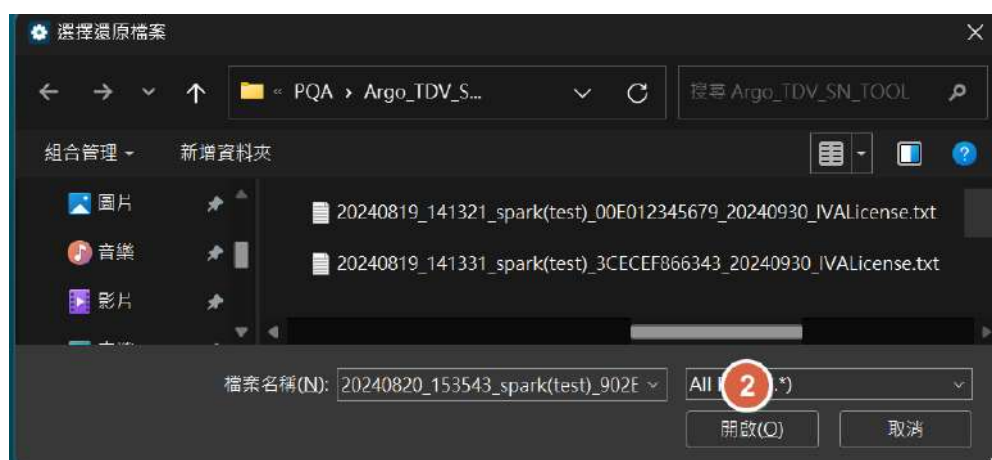 選擇還原檔案
« PQA › Argo_TDV_S...
搜尋 Argo_TDV_SN_TOOL
組合管理
新增資料夾
圖片
20240819_141321_spark(test)_00E012345679_20240930_IVALicense.txt
音樂
20240819_141331_spark(test)_3CECEF866343_20240930_IVALicense.txt
影片
檔案名稱(N): 20240820_153543_spark(test)_902E
All .*)
2
開啟(O)
取消